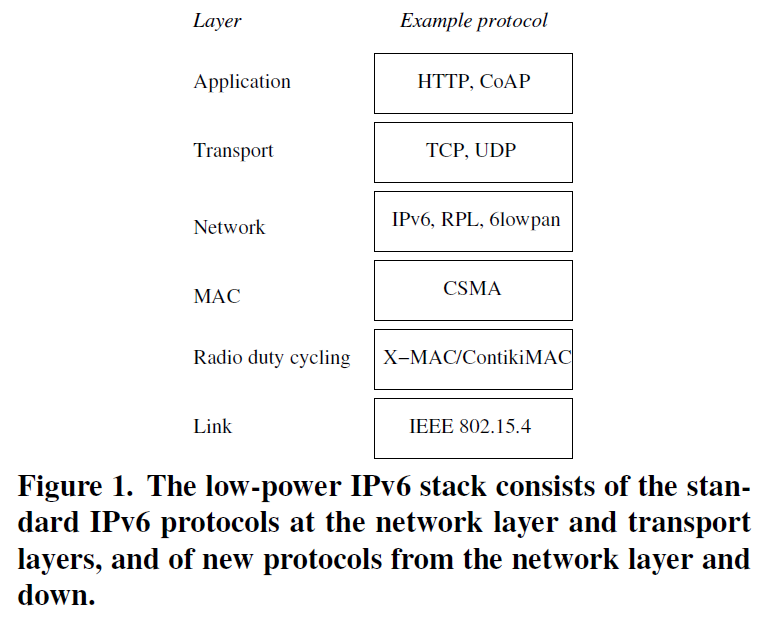 Layer Example protocol
Application HTTP, CoAP
Transport TCP, UDP
Network IPv6, RPL, 6lowpan
MAC CSMA
Radio duty cycling X−MAC/ContikiMAC
Link IEEE 802.15.4
Figure 1. The low-power IPv6 stack consists of the stan-
dard IPv6 protocols at the network layer and transport
layers, and of new protocols from the network layer and
down.